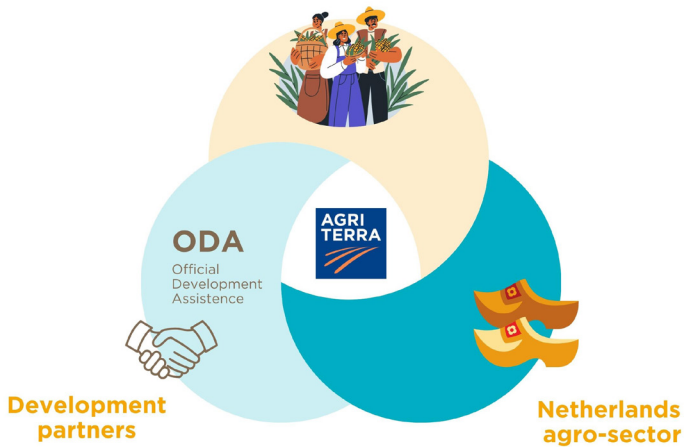 AGRI
TERRA
ODA
Official
Development
Assistence
Development
partners
Netherlands
agro-sector